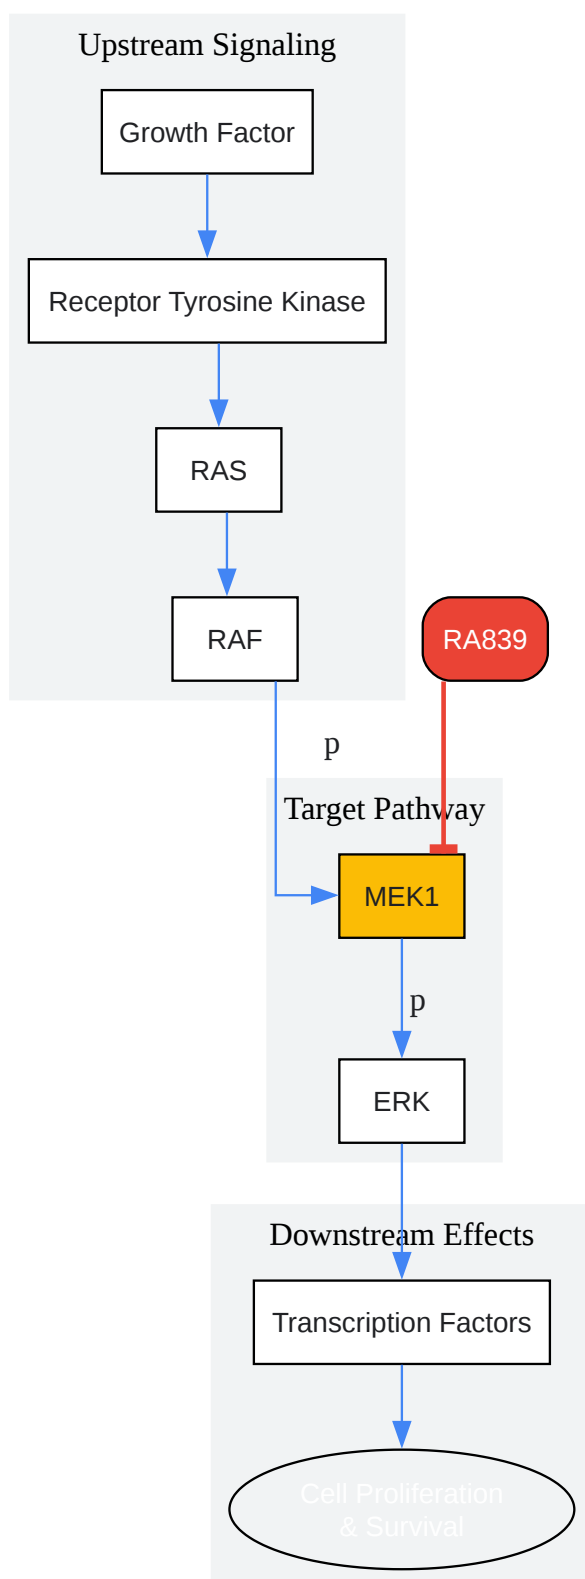 Upstream Signaling
Growth Factor
Receptor Tyrosine Kinase
RAS
RAF
RA839
p
Target Pathway
MEK1
p
ERK
Downstream Effects
Transcription Factors
Cell Proliferation
& Survival